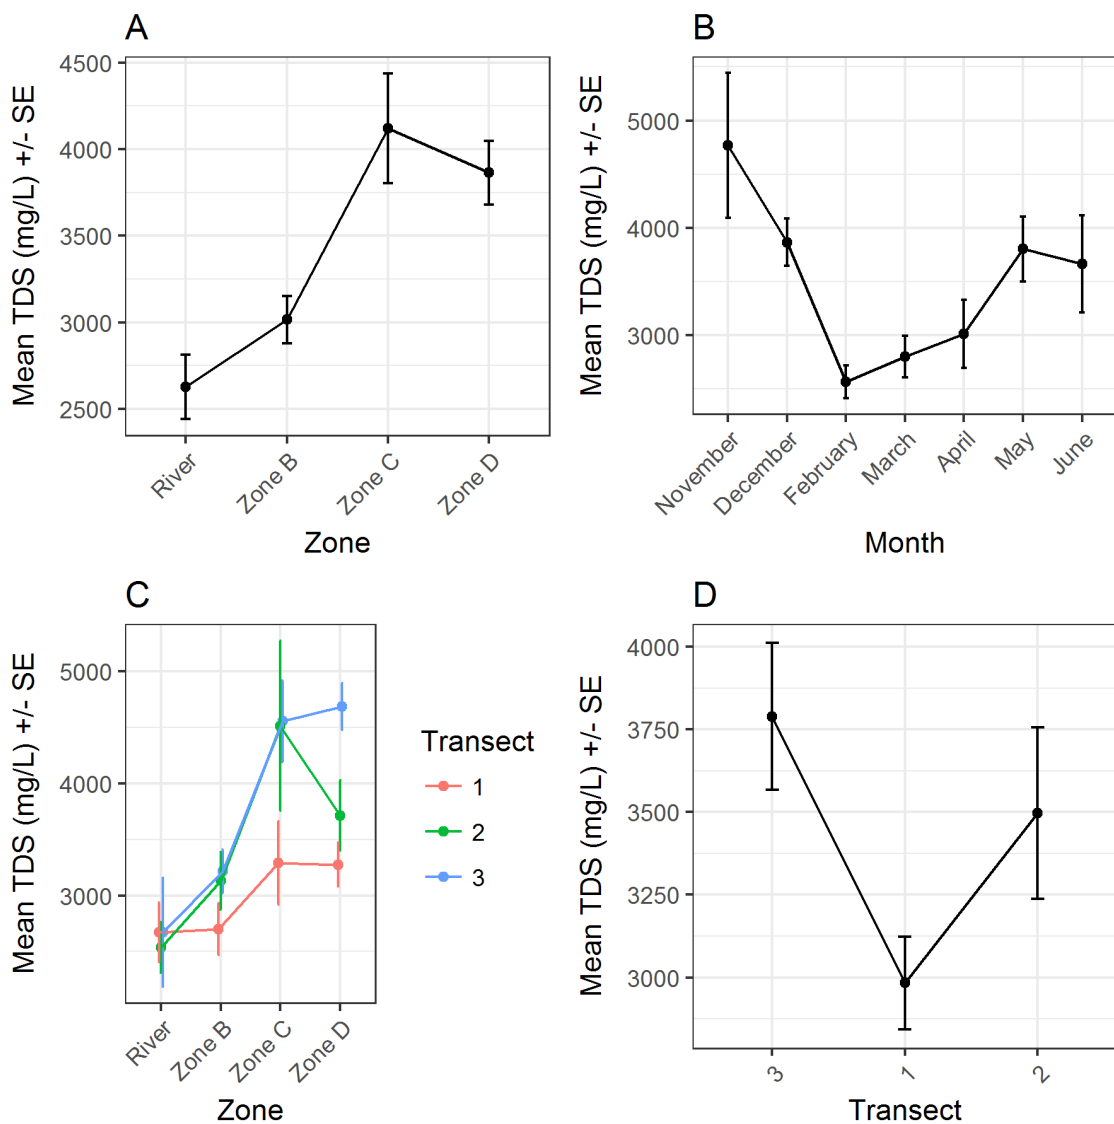 A
Mean TDS (mg/L) +/- SE
4500
4000
3500
3000
2500
River
Zone B
Zone C
Zone D
Zone
B
Mean TDS (mg/L) +/- SE
5000
4000
3000
November
December
February
March
April
May
June
Month
C
Mean TDS (mg/L) +/- SE
5000
4000
3000
River
Zone B
Zone C
Zone D
Zone
Transect
1
2
3
D
Mean TDS (mg/L) +/- SE
4000
3750
3500
3250
3000
3
1
2
Transect